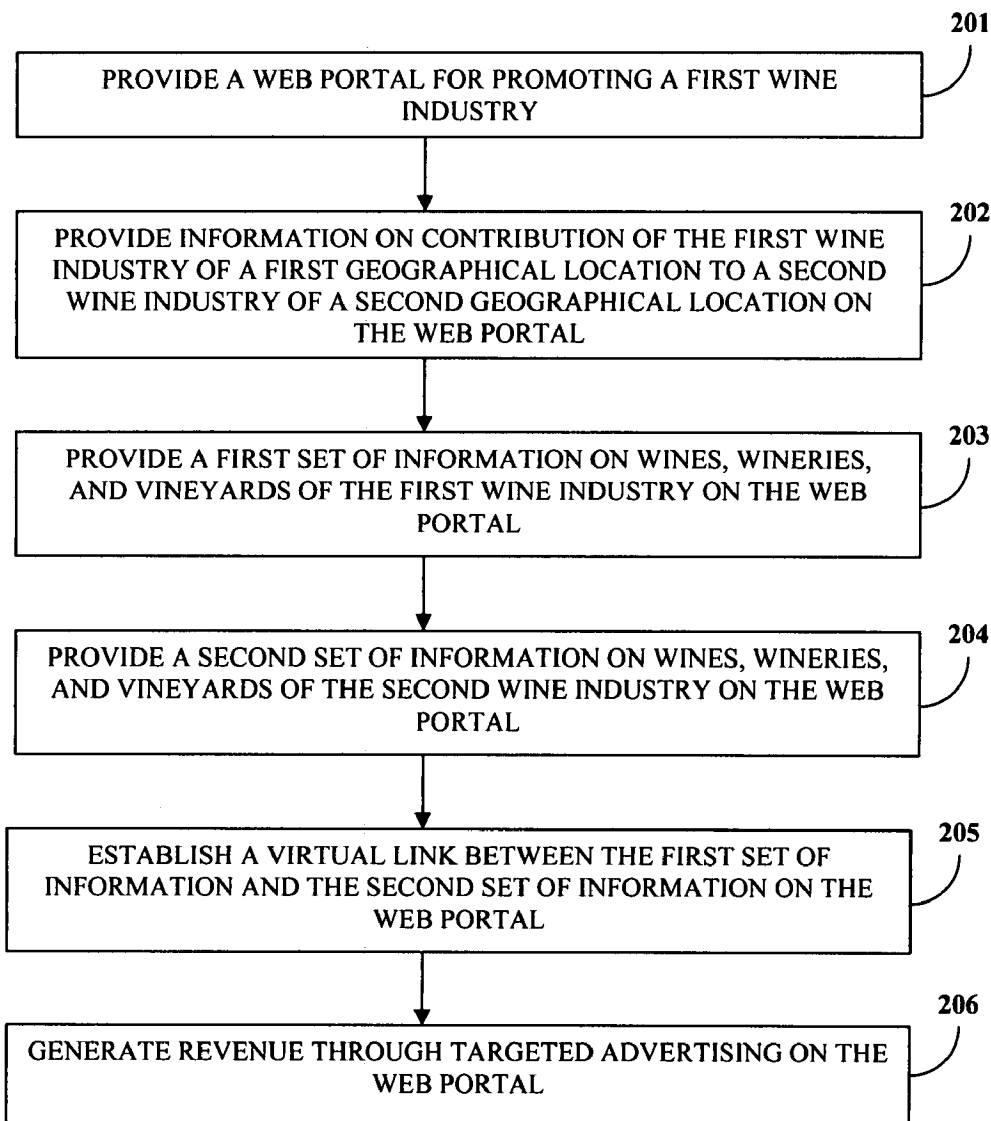 201
PROVIDE A WEB PORTAL FOR PROMOTING A FIRST WINE
INDUSTRY
202
PROVIDE INFORMATION ON CONTRIBUTION OF THE FIRST WINE
INDUSTRY OF A FIRST GEOGRAPHICAL LOCATION TO A SECOND
WINE INDUSTRY OF A SECOND GEOGRAPHICAL LOCATION ON
THE WEB PORTAL
203
PROVIDE A FIRST SET OF INFORMATION ON WINES, WINERIES,
AND VINEYARDS OF THE FIRST WINE INDUSTRY ON THE WEB
PORTAL
204
PROVIDE A SECOND SET OF INFORMATION ON WINES, WINERIES,
AND VINEYARDS OF THE SECOND WINE INDUSTRY ON THE WEB
PORTAL
205
ESTABLISH A VIRTUAL LINK BETWEEN THE FIRST SET OF
INFORMATION AND THE SECOND SET OF INFORMATION ON THE
WEB PORTAL
206
GENERATE REVENUE THROUGH TARGETED ADVERTISING ON THE
WEB PORTAL